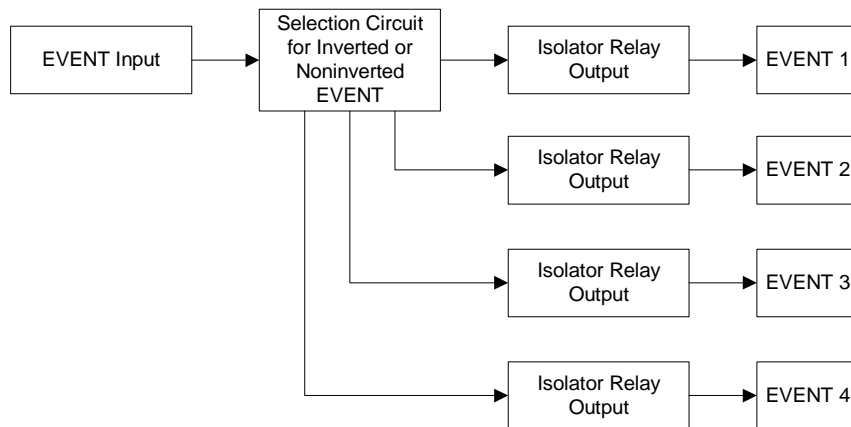 EVENT Input
Selection Circuit
for Inverted or
Noninverted
EVENT
Isolator Relay
Output
EVENT 1
Isolator Relay
Output
EVENT 2
Isolator Relay
Output
EVENT 3
Isolator Relay
Output
EVENT 4